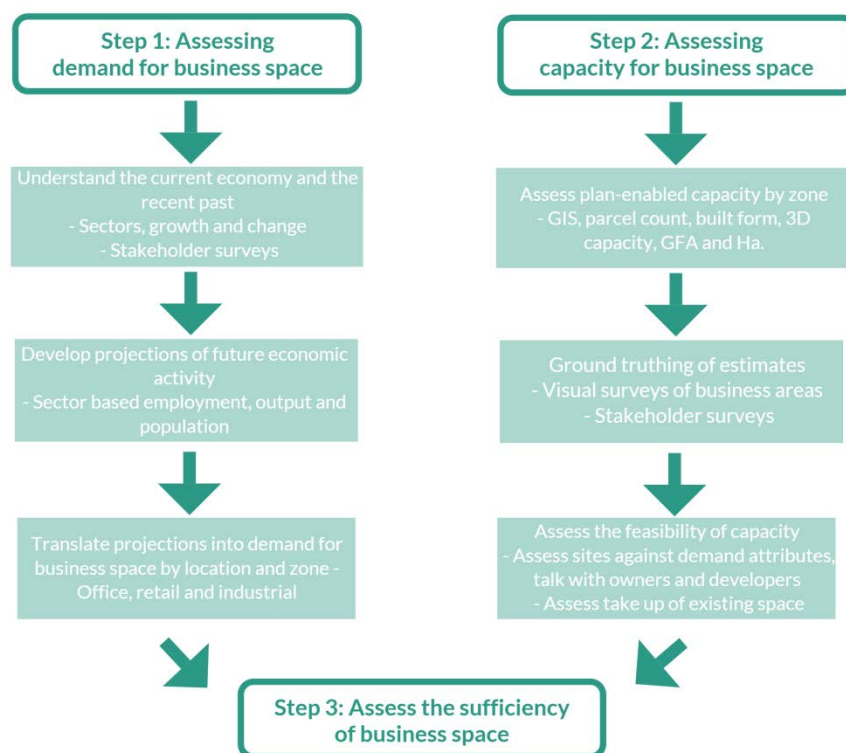 Step 1: Assessing
demand for business space
Understand the current economy and the
recent past
- Sectors, growth and change
- Stakeholder surveys
Develop projections of future economic
activity
- Sector based employment, output and
population
Translate projections into demand for
business space by location and zone -
Office, retail and industrial
Step 2: Assessing
capacity for business space
Assess plan-enabled capacity by zone
- GIS, parcel count, built form, 3D
capacity, GFA and Ha.
Ground truthing of estimates
- Visual surveys of business areas
- Stakeholder surveys
Assess the feasibility of capacity
- Assess sites against demand attributes,
talk with owners and developers
- Assess take up of existing space
Step 3: Assess the sufficiency
of business space